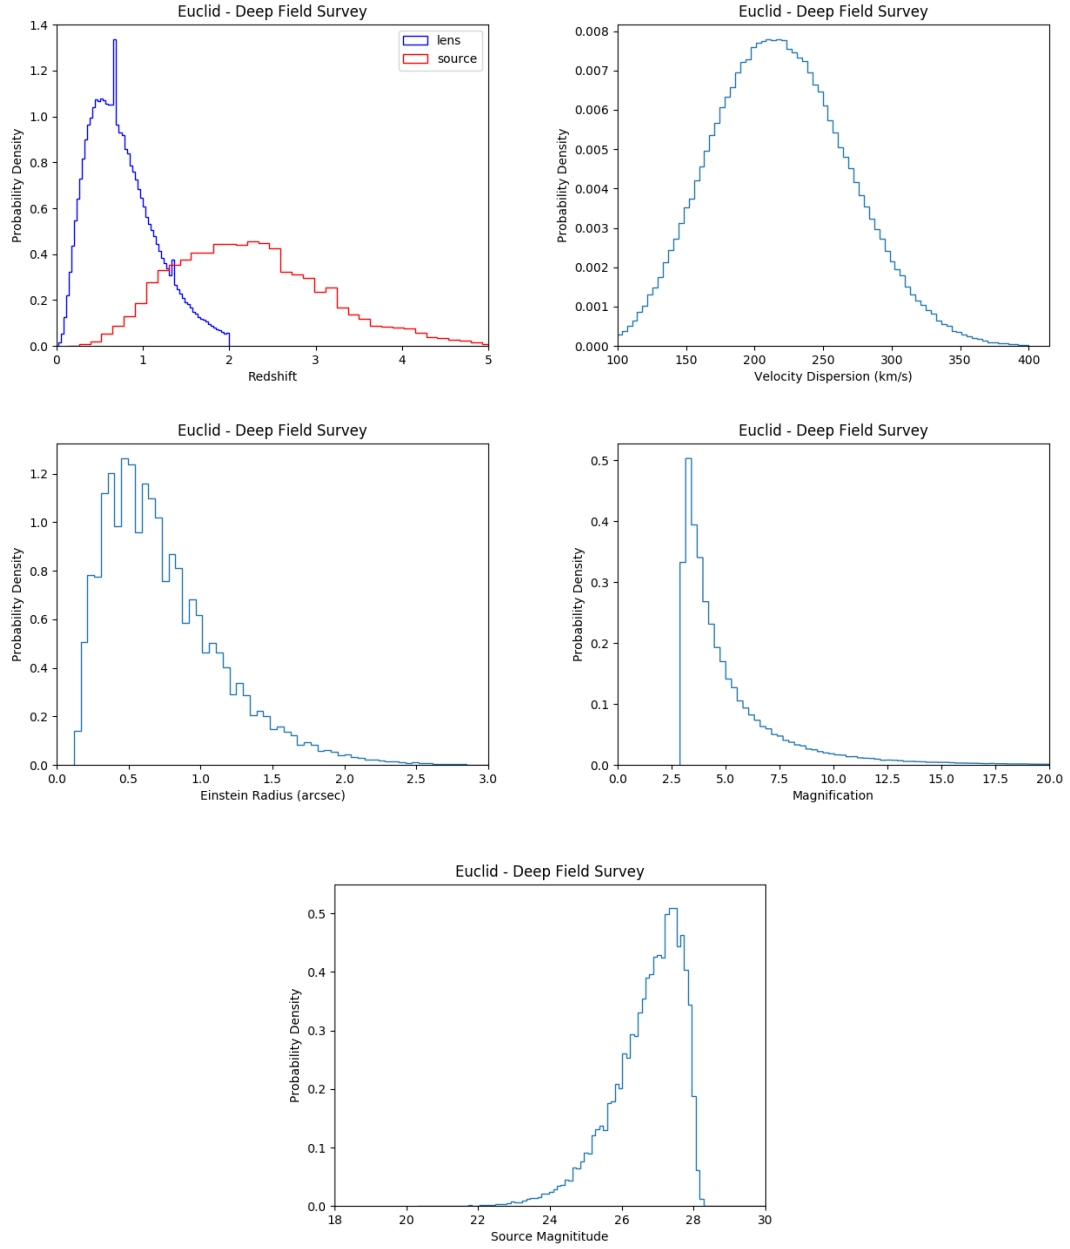 Euclid - Deep Field Survey
1.4
1.2
1.0
0.8
0.6
0.4
0.2
0.0
Probability Density
lens
source
0 1 2 3 4 5
Redshift
Euclid - Deep Field Survey
0.008
0.007
0.006
0.005
0.004
0.003
0.002
0.001
0.000
Probability Density
100 150 200 250 300 350 400
Velocity Dispersion (km/s)
Euclid - Deep Field Survey
1.2
1.0
0.8
0.6
0.4
0.2
0.0
Probability Density
0.0 0.5 1.0 1.5 2.0 2.5 3.0
Einstein Radius (arcsec)
Euclid - Deep Field Survey
0.5
0.4
0.3
0.2
0.1
0.0
Probability Density
0.0 2.5 5.0 7.5 10.0 12.5 15.0 17.5 20.0
Magnification
Euclid - Deep Field Survey
0.5
0.4
0.3
0.2
0.1
0.0
Probability Density
18 20 22 24 26 28 30
Source Magnititude